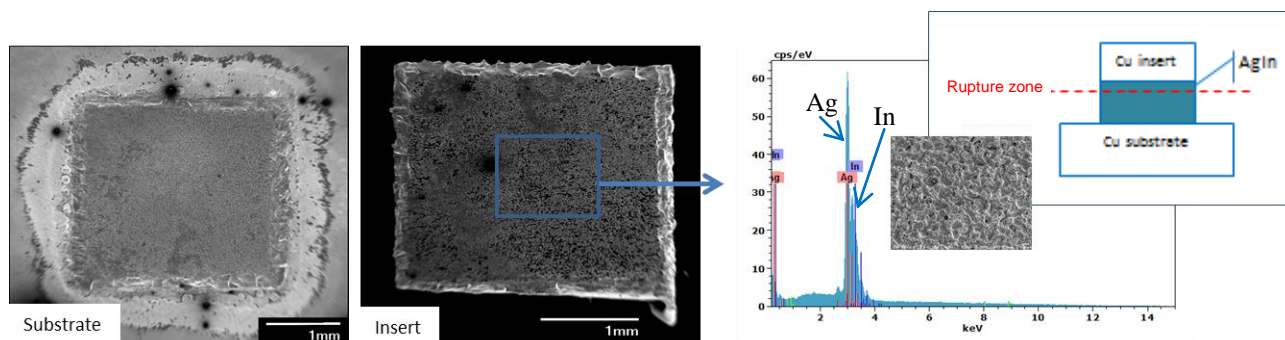 Substrate
1mm
Insert
1mm
cps/eV
60
50
40
30
20
10
0
Ag
In
In
In
Ag
Ag
2
4
6
8
10
12
14
keV
Rupture zone
Cu insert
AgIn
Cu substrate